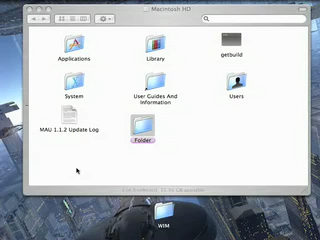 Macintosh HD
Applications
Library
getbuild
System
User Guides And
Information
Users
MAU 1.1.2 Update Log
Folder
WIM